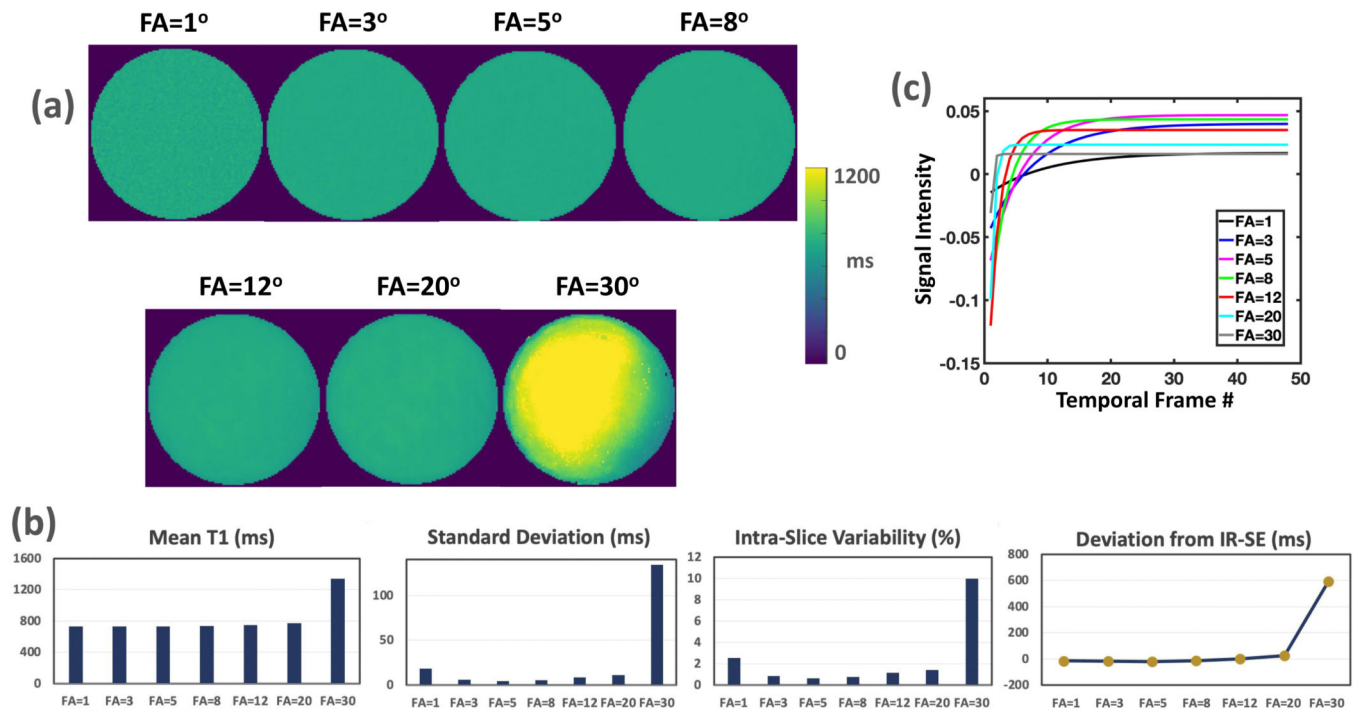 FA=1º FA=3º FA=5º FA=8º
(a)
1200
ms
0
FA=12º FA=20º FA=30º
(c)
Signal Intensity
0.05
0
-0.05
-0.1
-0.15
0 10 20 30 40 50
Temporal Frame #
FA=1
FA=3
FA=5
FA=8
FA=12
FA=20
FA=30
(b)
Mean T1 (ms)
1600
1200
800
400
0
FA=1 FA=3 FA=5 FA=8 FA=12 FA=20 FA=30
Standard Deviation (ms)
100
50
0
FA=1 FA=3 FA=5 FA=8 FA=12 FA=20 FA=30
Intra-Slice Variability (%)
12
10
8
6
4
2
0
FA=1 FA=3 FA=5 FA=8 FA=12 FA=20 FA=30
Deviation from IR-SE (ms)
800
600
400
200
0
-200
FA=1 FA=3 FA=5 FA=8 FA=12 FA=20 FA=30